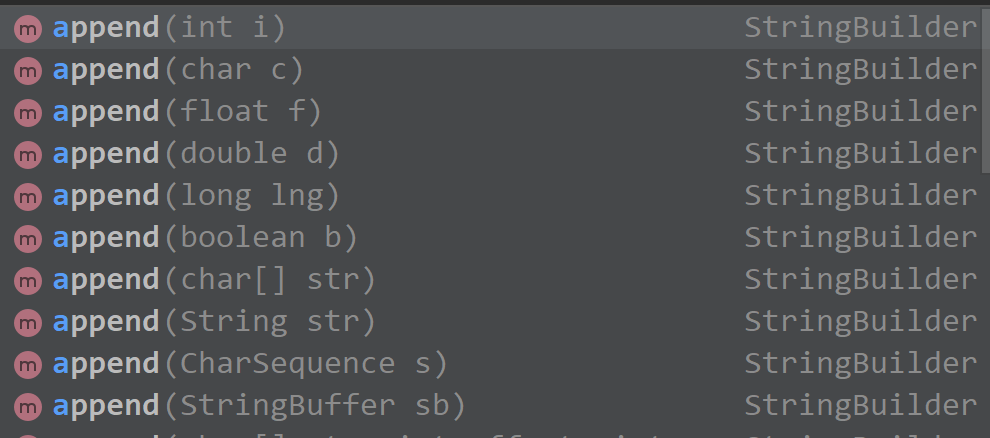 m append(int i) StringBuilder
m append(char c) StringBuilder
m append(float f) StringBuilder
m append(double d) StringBuilder
m append(long lng) StringBuilder
m append(boolean b) StringBuilder
m append(char[] str) StringBuilder
m append(String str) StringBuilder
m append(CharSequence s) StringBuilder
m append(StringBuffer sb) StringBuilder